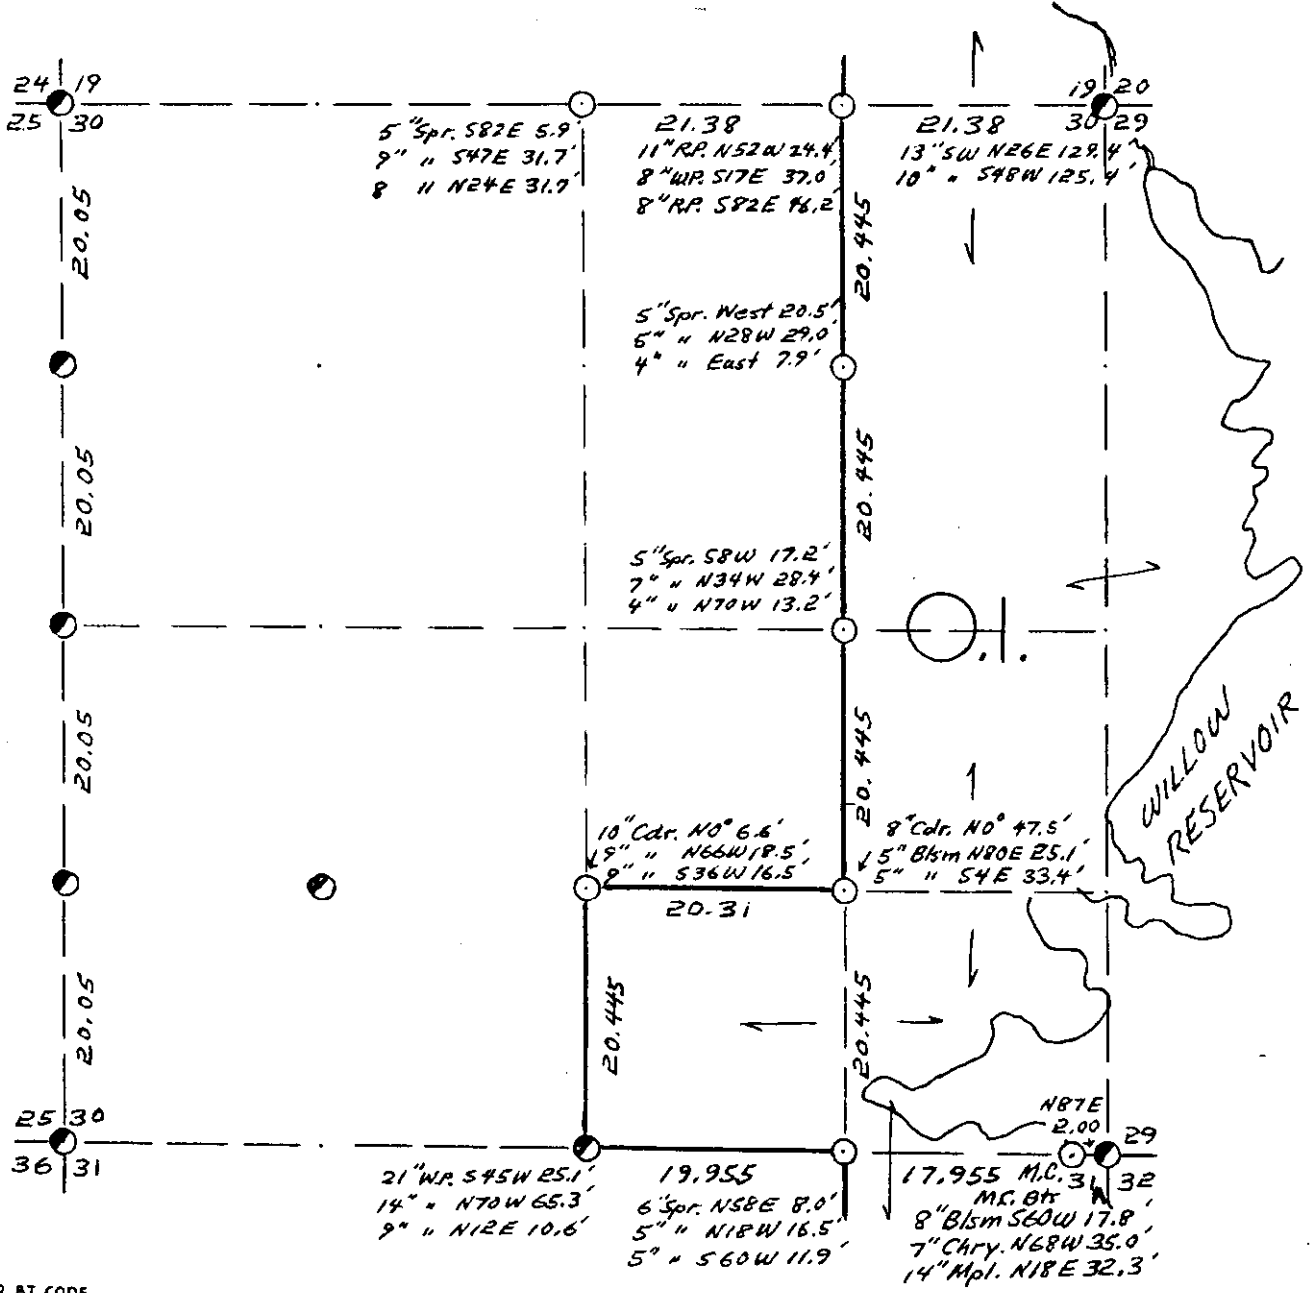 24 19
25 30
5" Spr. S82E 5.9'
9" " S47E 31.7'
8 " N24E 31.7'
21.38
11" RP. N52W 24.4'
8" WP. S17E 37.0'
8" RP. S82E 46.2'
21.38
19 20
30 29
13" SW N26E 129.4'
10" " S48W 125.4'
20.05
20.445
5" Spr. West 20.5'
5" " N28W 29.0'
4" " East 7.9'
20.05
20.445
5" Spr. S8W 17.2'
7" " N34W 28.4'
4" " N70W 13.2'
O.I.
WILLOW
RESERVOIR
20.05
20.445
10" Cdr. N0° 6.6'
9" " N66W 18.5'
9" " S36W 16.5'
8" Cdr. N0° 47.5'
5" Blsm N80E 25.1'
5" " S4E 33.4'
20.31
20.05
20.445
20.445
N87E
2.00
25 30
36 31
29
31 32
21" WP. S45W 25.1'
14" " N70W 65.3'
9" " N12E 10.6'
19.955
6" Spr. N58E 8.0'
5" " N18W 16.5'
5" " S60W 11.9'
17.955 M.C.
M.C. Bts
8" Blsm S60W 17.8'
7" Chry. N68W 35.0'
14" Mpl. N18E 32.3'
BT CODE